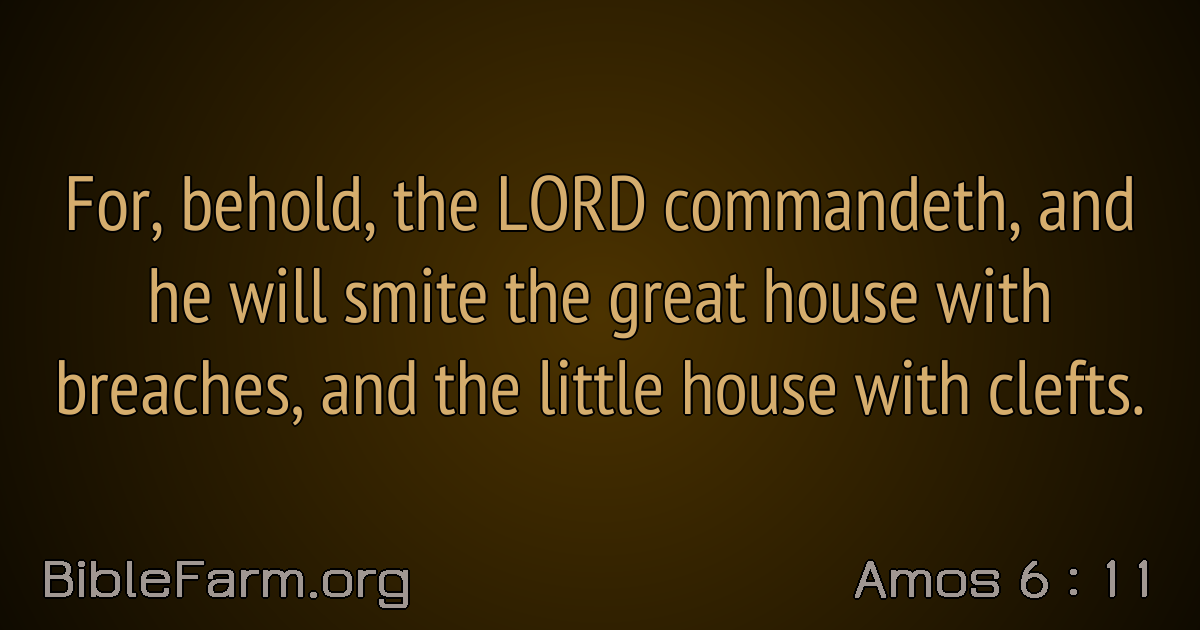 For, behold, the LORD commandeth, and
he will smite the great house with
breaches, and the little house with clefts.
BibleFarm.org
Amos 6 : 11